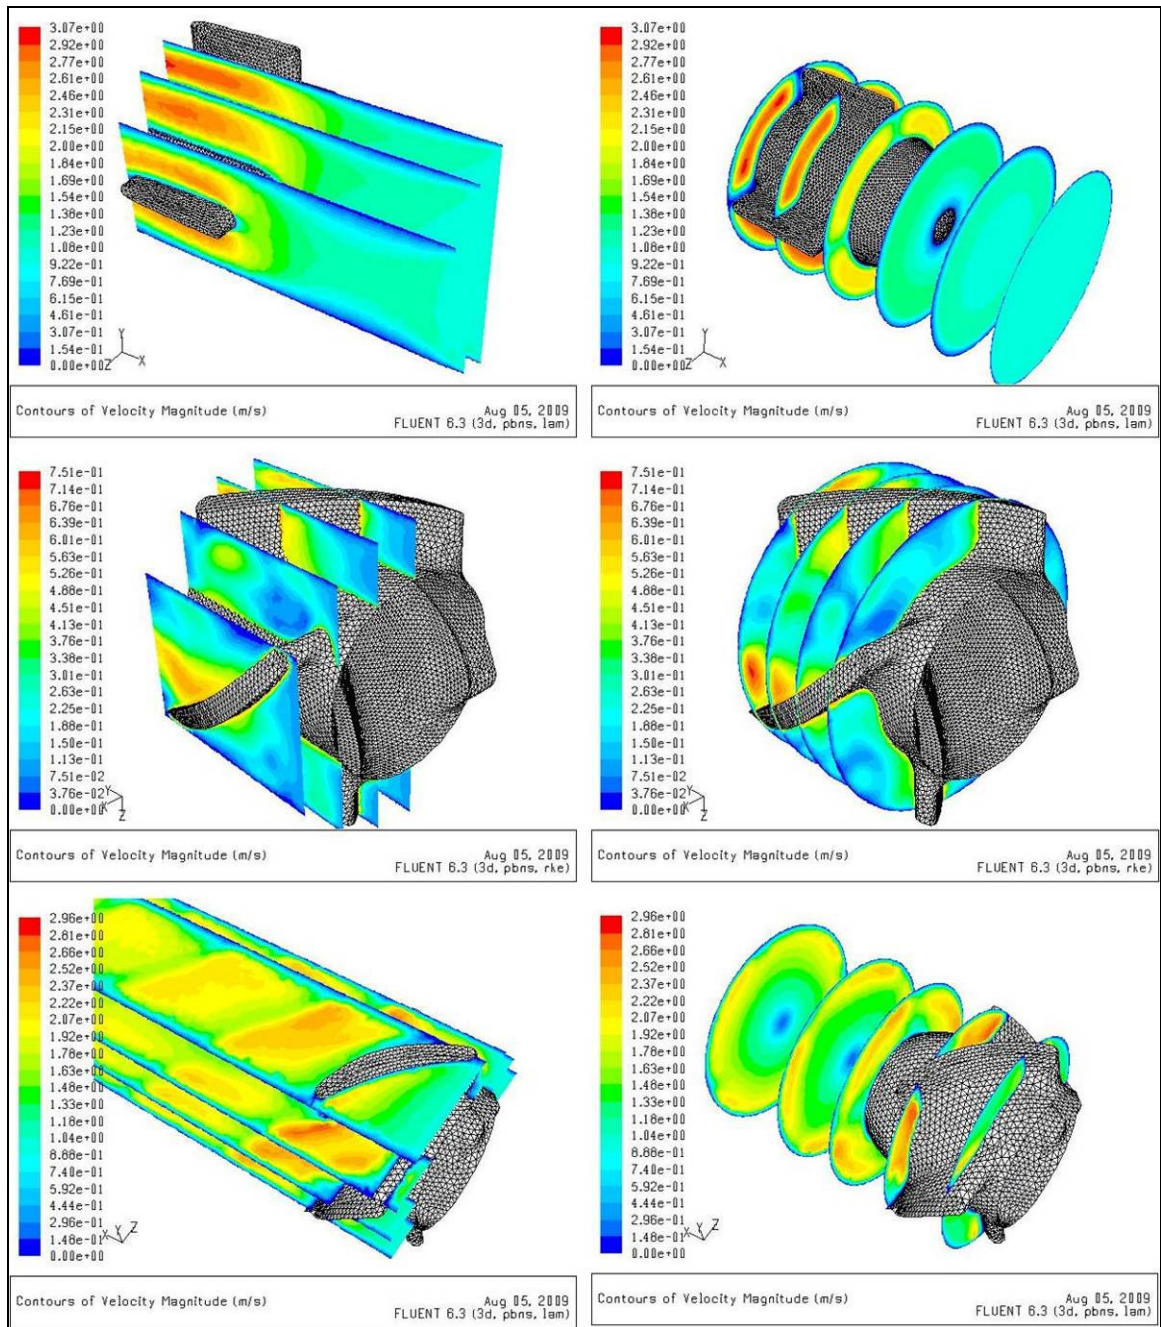 3.07e+00
2.92e+00
2.77e+00
2.61e+00
2.46e+00
2.31e+00
2.15e+00
2.00e+00
1.84e+00
1.69e+00
1.54e+00
1.38e+00
1.23e+00
1.08e+00
9.22e-01
7.69e-01
6.15e-01
4.61e-01
3.07e-01
1.54e-01
0.00e+00
Y
Z X
Contours of Velocity Magnitude (m/s) Aug 05, 2009
FLUENT 6.3 (3d, pbns, lam)
3.07e+00
2.92e+00
2.77e+00
2.61e+00
2.46e+00
2.31e+00
2.15e+00
2.00e+00
1.84e+00
1.69e+00
1.54e+00
1.38e+00
1.23e+00
1.08e+00
9.22e-01
7.69e-01
6.15e-01
4.61e-01
3.07e-01
1.54e-01
0.00e+00
Y
Z X
Contours of Velocity Magnitude (m/s) Aug 05, 2009
FLUENT 6.3 (3d, pbns, lam)
7.51e-01
7.14e-01
6.76e-01
6.39e-01
6.01e-01
5.63e-01
5.26e-01
4.88e-01
4.51e-01
4.13e-01
3.76e-01
3.38e-01
3.01e-01
2.63e-01
2.25e-01
1.88e-01
1.50e-01
1.13e-01
7.51e-02
3.76e-02
0.00e+00
Y
X
Z
Contours of Velocity Magnitude (m/s) Aug 05, 2009
FLUENT 6.3 (3d, pbns, rke)
7.51e-01
7.14e-01
6.76e-01
6.39e-01
6.01e-01
5.63e-01
5.26e-01
4.88e-01
4.51e-01
4.13e-01
3.76e-01
3.38e-01
3.01e-01
2.63e-01
2.25e-01
1.88e-01
1.50e-01
1.13e-01
7.51e-02
3.76e-02
0.00e+00
Y
X
Z
Contours of Velocity Magnitude (m/s) Aug 05, 2009
FLUENT 6.3 (3d, pbns, rke)
2.96e+00
2.81e+00
2.66e+00
2.52e+00
2.37e+00
2.22e+00
2.07e+00
1.92e+00
1.78e+00
1.63e+00
1.48e+00
1.33e+00
1.18e+00
1.04e+00
8.88e-01
7.40e-01
5.92e-01
4.44e-01
2.96e-01
1.48e-01
0.00e+00
X Y Z
Contours of Velocity Magnitude (m/s) Aug 05, 2009
FLUENT 6.3 (3d, pbns, lam)
2.96e+00
2.81e+00
2.66e+00
2.52e+00
2.37e+00
2.22e+00
2.07e+00
1.92e+00
1.78e+00
1.63e+00
1.48e+00
1.33e+00
1.18e+00
1.04e+00
8.88e-01
7.40e-01
5.92e-01
4.44e-01
2.96e-01
1.48e-01
0.00e+00
X Y Z
Contours of Velocity Magnitude (m/s) Aug 05, 2009
FLUENT 6.3 (3d, pbns, lam)